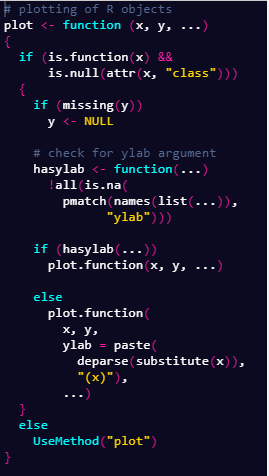 # plotting of R objects
plot <- function (x, y, ...)
{
  if (is.function(x) &&
      is.null(attr(x, "class")))
  {
    if (missing(y))
      y <- NULL

    # check for ylab argument
    hasylab <- function(...)
      !all(is.na(
        pmatch(names(list(...)),
              "ylab")))

    if (hasylab(...))
      plot.function(x, y, ...)

    else
      plot.function(
        x, y,
        ylab = paste(
          deparse(substitute(x)),
          "(x)"),
        ...)
  }
  else
    UseMethod("plot")
}